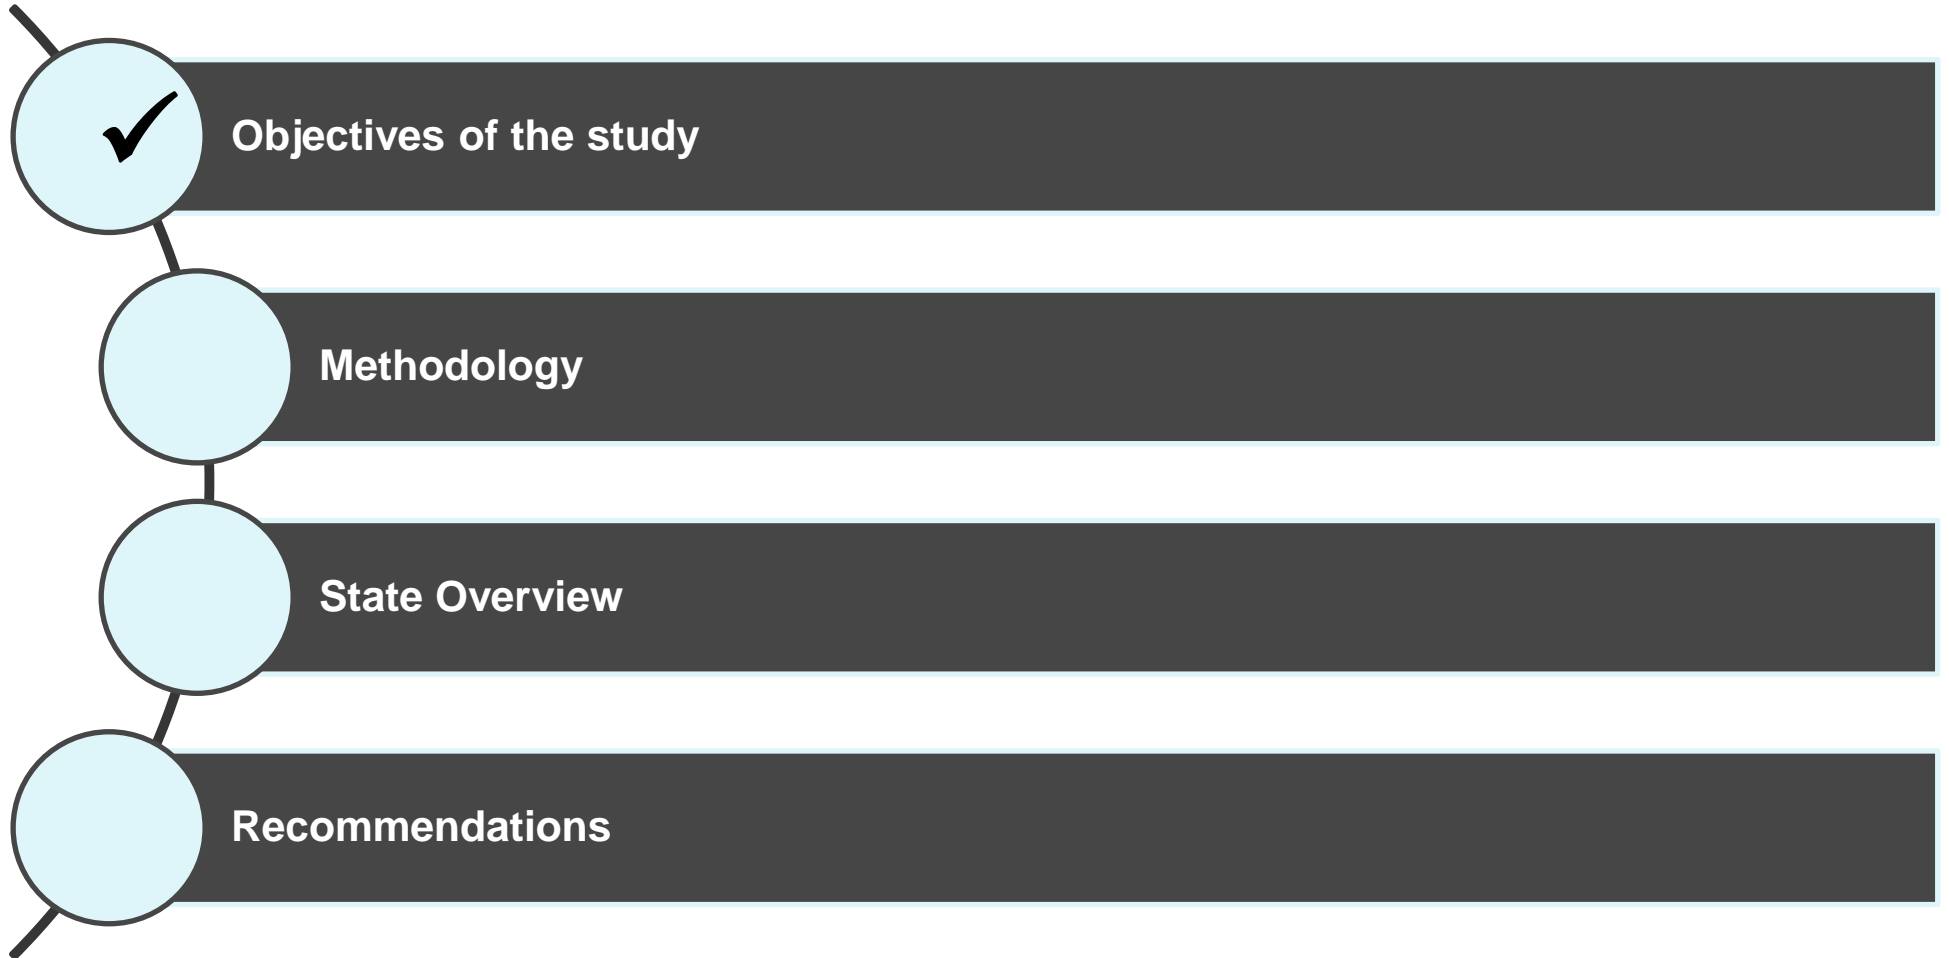 Objectives of the study
Methodology
State Overview
Recommendations